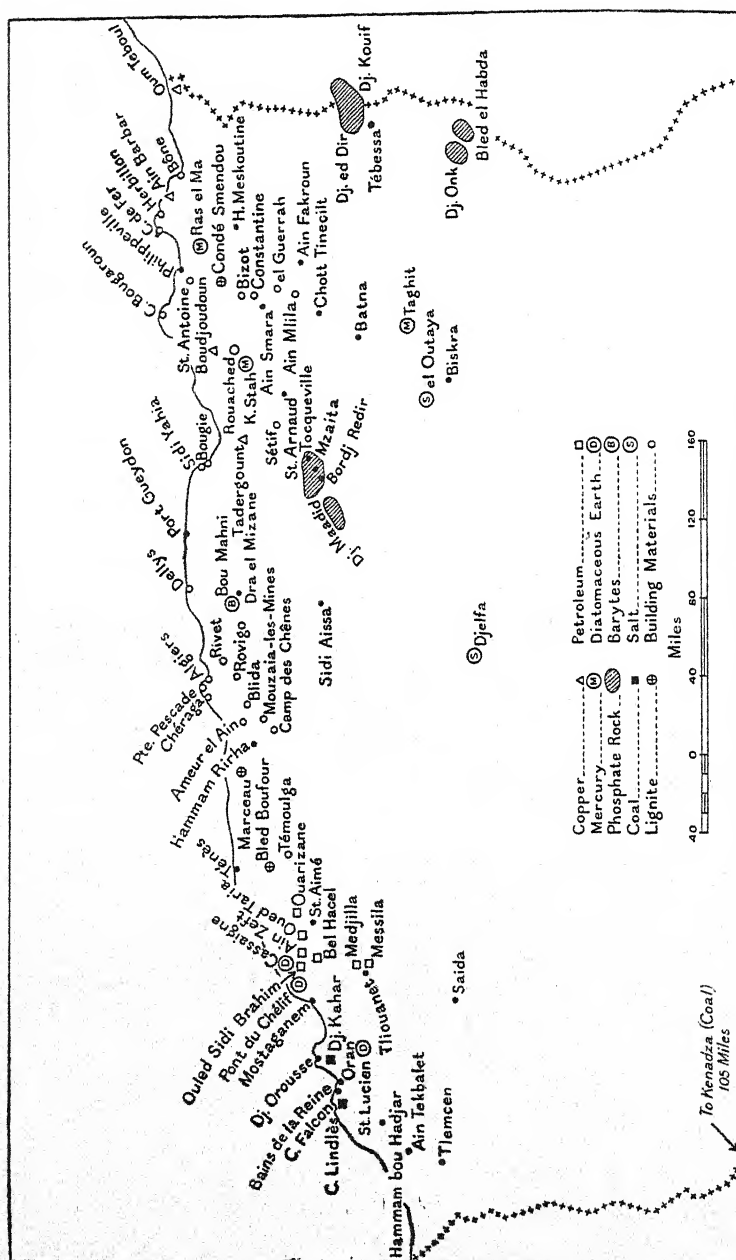 Oum Teboul
Bône
Ain Barbar
Herbillon
C. de Fer
Philippeville
C. Bougaroun
Ras el Ma
Condé Smendou
H. Meskoutine
Bizot
Constantine
el Guerrah
Ain Fakroun
Chott Tinecilt
Dj. Kouif
Dj. ed Dir
Tébessa
Dj. Onk
Bled el Habda
St. Antoine
Boudjoudoun
Rouached
K. Stah
Ain Smara
Ain Mlila
Batna
Taghit
el Outaya
Biskra
Sidi Yahia
Bougie
Tadergount
Sétif
St. Arnaud
Tocqueville
Mzaita
Bordj Redir
Dj. Maadid
Port Gueydon
Dellys
Bou Mahni
Dra el Mizane
Algiers
Pte. Pescade
Chéraga
Rivet
Rovigo
Blida
Mouzaia-les-Mines
Camp des Chênes
Sidi Aissa
Djelfa
Ameur el Ain
Hammam Rirha
Marceau
Bled Boufour
Témoulga
Ténès
Oued Taria
Ain Zeft
Cassaigne
Ouarizane
St. Aimé
Bel Hacel
Medjilla
Messila
Tliouanet
Saida
Ouled Sidi Brahim
Pont du Chélif
Mostaganem
Dj. Kahar
Dj. Orousse
Oran
Bains de la Reine
C. Falcon
St. Lucien
C. Lindlès
Hammam bou Hadjar
Ain Tekbalet
Tlemcen
To Kenadza (Coal)
105 Miles
Copper
Mercury M
Phosphate Rock
Coal
Lignite
Petroleum
Diatomaceous Earth D
Barytes B
Salt S
Building Materials
Miles
40 0 40 80 120 160